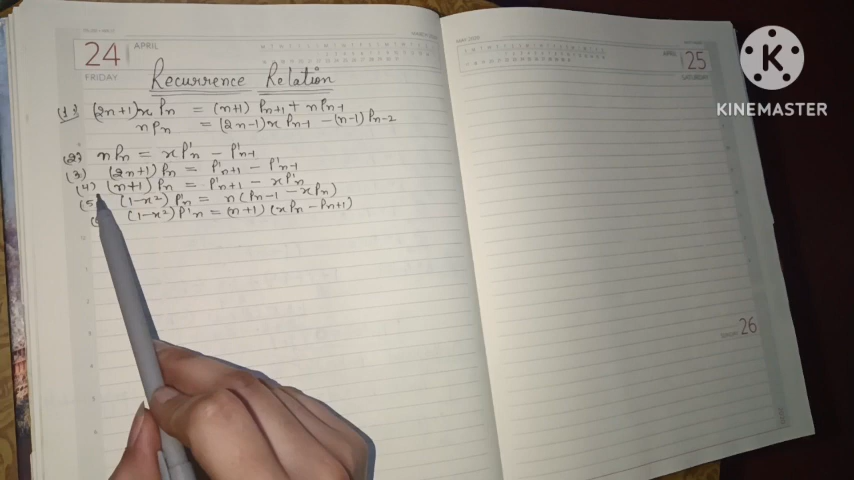 24
APRIL
FRIDAY
Recurrence Relation
(1) (2n+1)xPn = (n+1) Pn+1 + nPn-1
nPn = (2n-1)xPn-1 - (n-1)Pn-2
(2) nPn = xP'n - P'n-1
(3) (2n+1)Pn = P'n+1 - P'n-1
(4) (n+1)Pn = P'n+1 - xP'n
(5) (1-x²)P'n = n(Pn-1 - xPn)
(1-x²)P'n = (n+1)(xPn - Pn+1)
APRIL
25
SATURDAY
26
K
KINEMASTER